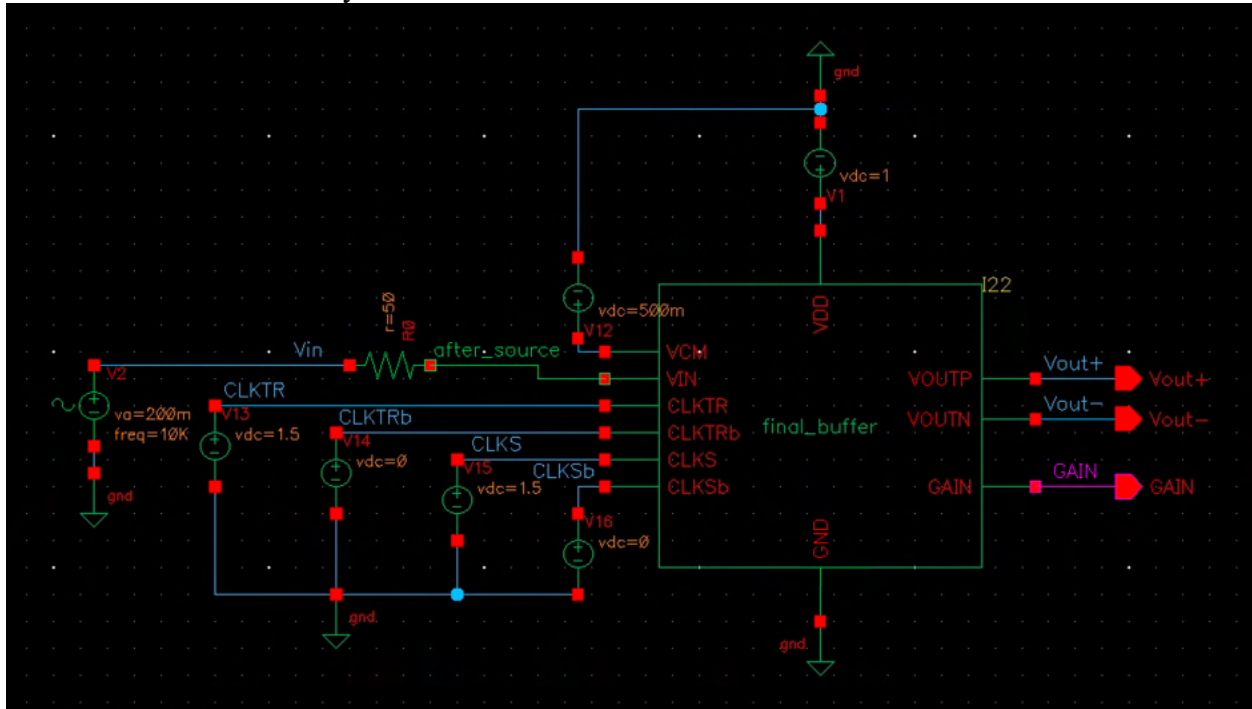 gnd
vdc=1
V1
I22
r=50
R0
vdc=500m
V12
VDD
Vin
after_source
VCM
V2
VIN
VOUTP
Vout+
Vout+
CLKTR
va=200m
V13
CLKTR
freq=10K
vdc=1.5
CLKTRb
VOUTN
Vout-
Vout-
V14
CLKTRb
final_buffer
vdc=0
CLKS
CLKS
V15
CLKSb
vdc=1.5
CLKSb
GAIN
GAIN
GAIN
gnd
V16
vdc=0
GND
gnd.
gnd.